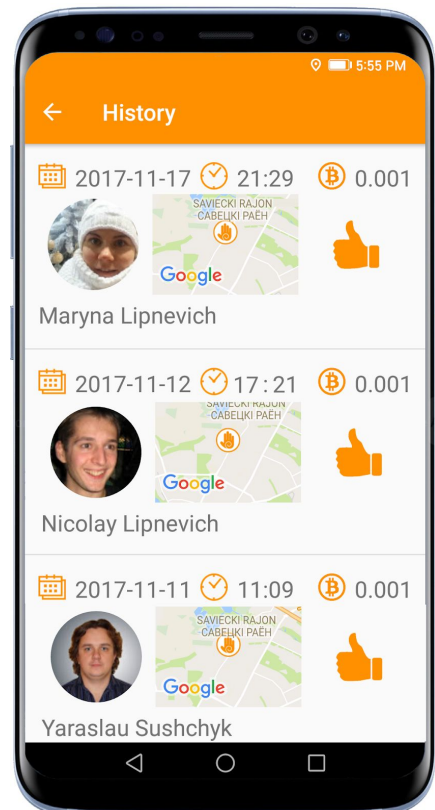 5:55 PM
History
2017-11-17 21:29 0.001
SAVIECKI RAJON
САВЕЦКІ РАЁН
Google
Maryna Lipnevich
2017-11-12 17:21 0.001
SAVIECKI RAJON
САВЕЦКІ РАЁН
Google
Nicolay Lipnevich
2017-11-11 11:09 0.001
SAVIECKI RAJON
САВЕЦКІ РАЁН
Google
Yaraslau Sushchyk